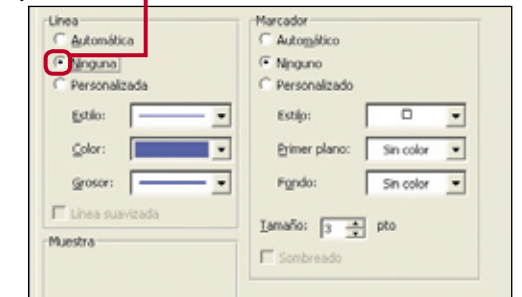 Línea
Automática
Ninguna
Personalizada
Estilo:
Color:
Grosor:
Línea suavizada
Muestra
Marcador
Automático
Ninguno
Personalizado
Estilo:
Primer plano: Sin color
Fondo: Sin color
Tamaño: 3 pto
Sombreado